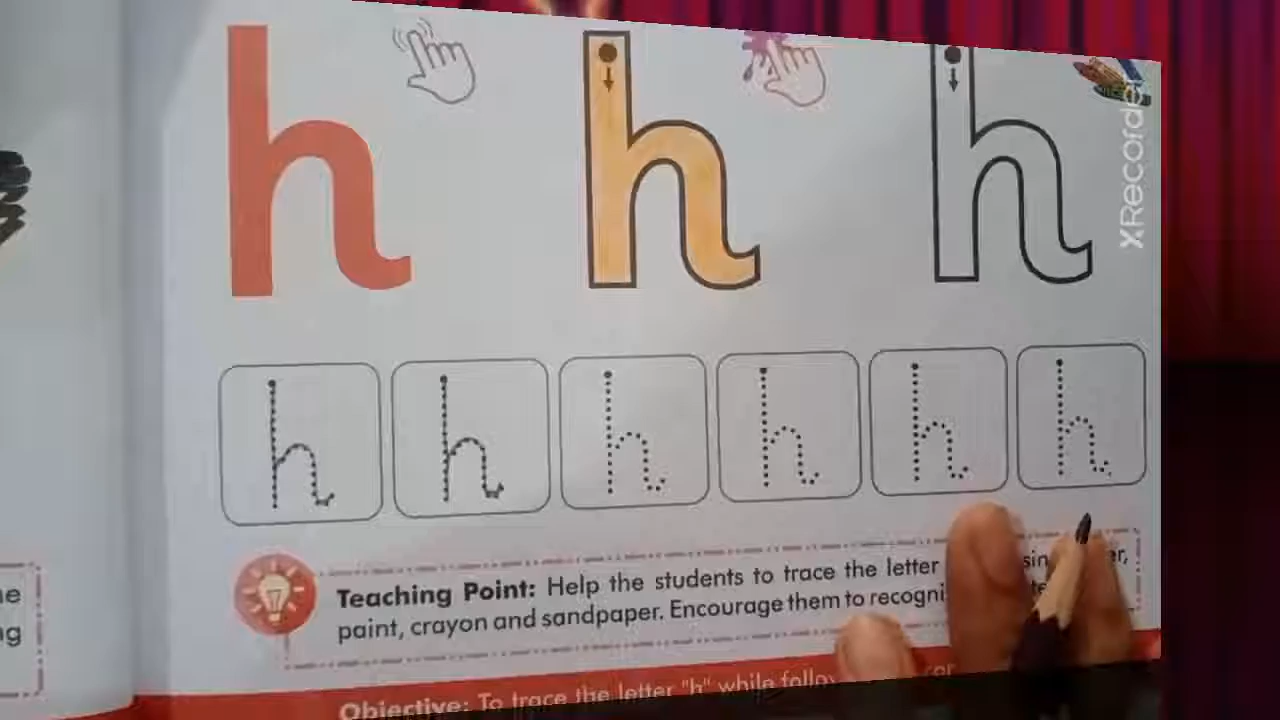 h h h
XRecorder
h h h h h h
Teaching Point: Help the students to trace the letter
paint, crayon and sandpaper. Encourage them to
Objective: To trace the letter "h" while